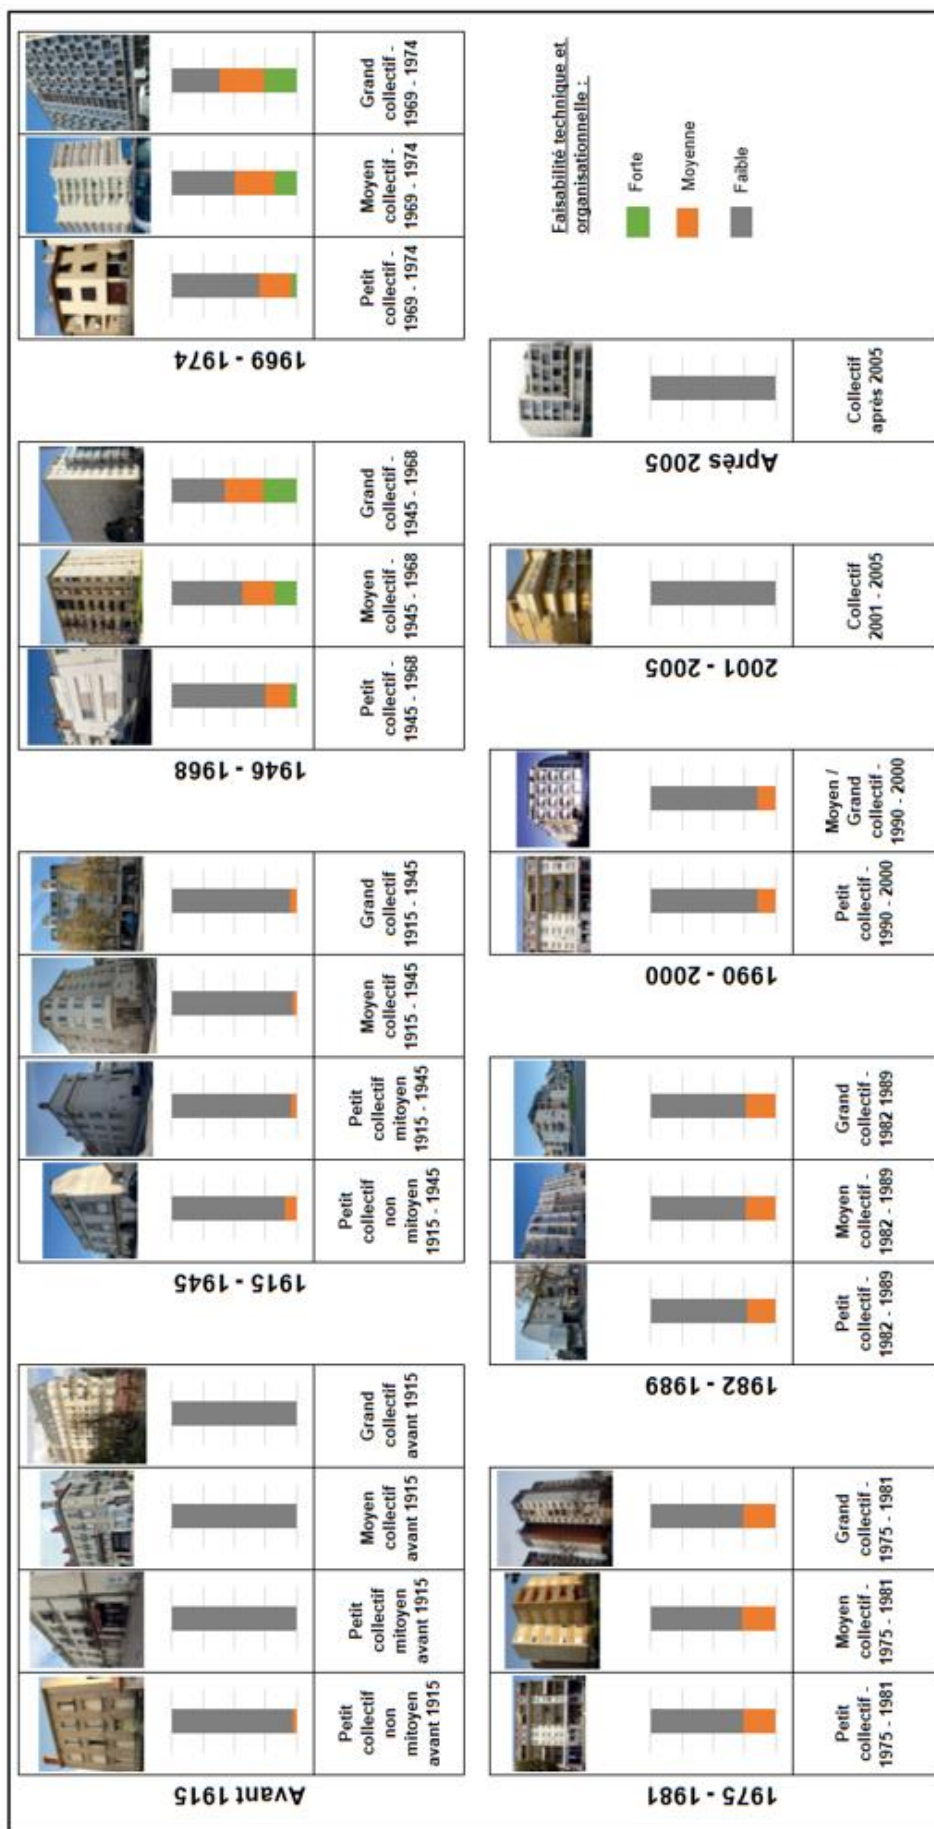 Avant 1915
Petit
collectif
non
mitoyen
avant 1915
Petit
collectif
mitoyen
avant 1915
Moyen
collectif
avant 1915
Grand
collectif
avant 1915
1915 - 1945
Petit
collectif
non
mitoyen
1915 - 1945
Petit
collectif
mitoyen
1915 - 1945
Moyen
collectif
1915 - 1945
Grand
collectif
1915 - 1945
1946 - 1968
Petit
collectif -
1945 - 1968
Moyen
collectif -
1945 - 1968
Grand
collectif -
1945 - 1968
1969 - 1974
Petit
collectif -
1969 - 1974
Moyen
collectif -
1969 - 1974
Grand
collectif -
1969 - 1974
1975 - 1981
Petit
collectif -
1975 - 1981
Moyen
collectif -
1975 - 1981
Grand
collectif -
1975 - 1981
1982 - 1989
Petit
collectif -
1982 - 1989
Moyen
collectif -
1982 - 1989
Grand
collectif -
1982 1989
1990 - 2000
Petit
collectif -
1990 - 2000
Moyen /
Grand
collectif -
1990 - 2000
2001 - 2005
Collectif
2001 - 2005
Après 2005
Collectif
après 2005
Faisabilité technique et
organisationnelle :
Forte
Moyenne
Faible